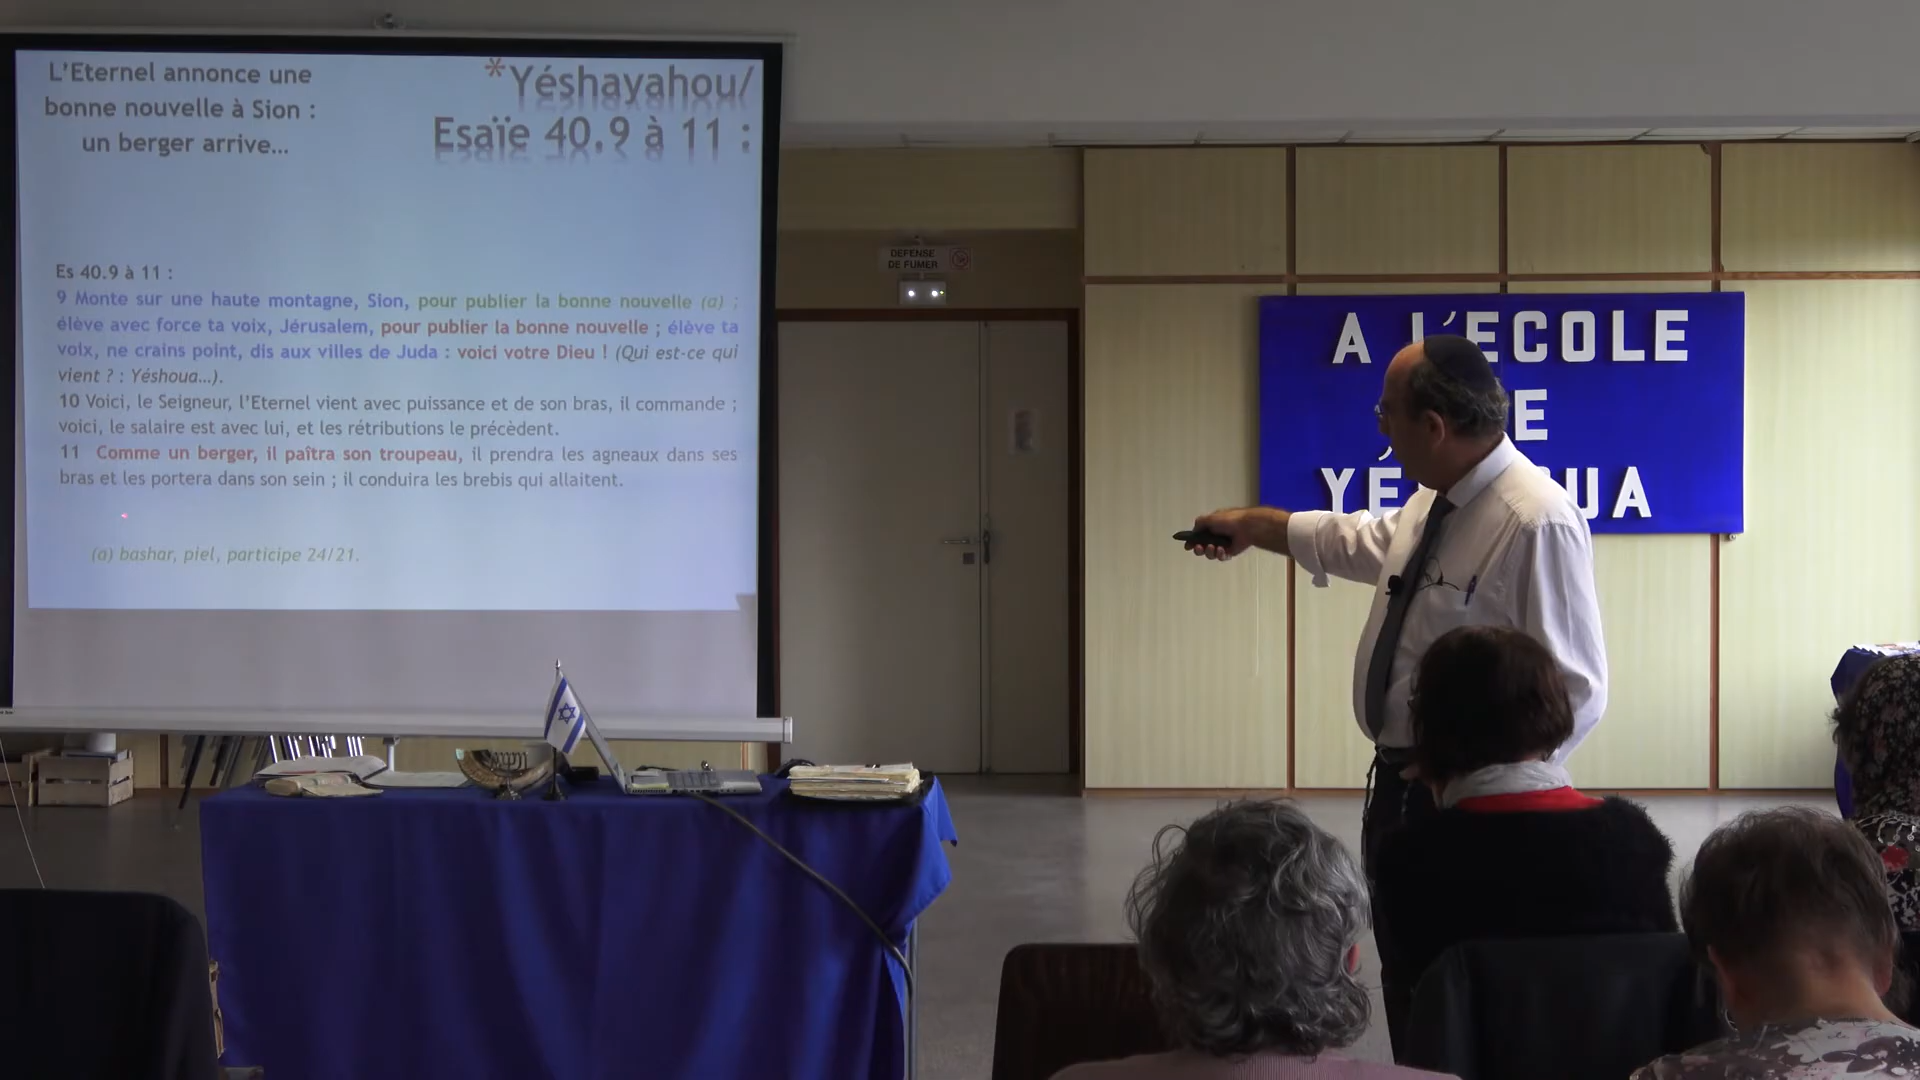 L'Eternel annonce une
bonne nouvelle à Sion :
un berger arrive...
*Yéshayahou/
Esaïe 40.9 à 11 :
Es 40.9 à 11 :
9 Monte sur une haute montagne, Sion, pour publier la bonne nouvelle (a) ;
élève avec force ta voix, Jérusalem, pour publier la bonne nouvelle ; élève ta
voix, ne crains point, dis aux villes de Juda : voici votre Dieu ! (Qui est-ce qui
vient ? : Yéshoua...).
10 Voici, le Seigneur, l'Eternel vient avec puissance et de son bras, il commande ;
voici, le salaire est avec lui, et les rétributions le précèdent.
11 Comme un berger, il paîtra son troupeau, il prendra les agneaux dans ses
bras et les portera dans son sein ; il conduira les brebis qui allaitent.
(a) bashar, piel, participe 24/21.
DEFENSE
DE FUMER
A L'ECOLE
E
YÉ UA